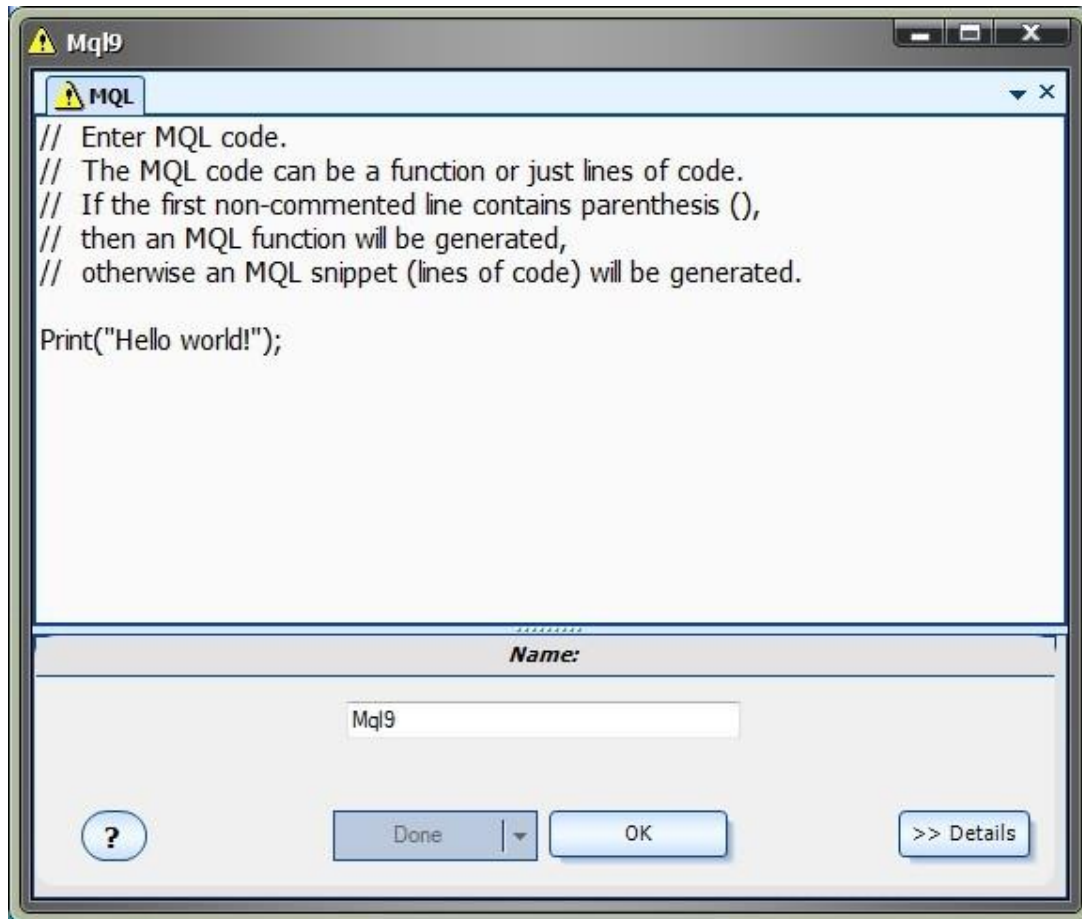 Mql9
MQL
// Enter MQL code.
// The MQL code can be a function or just lines of code.
// If the first non-commented line contains parenthesis (),
// then an MQL function will be generated,
// otherwise an MQL snippet (lines of code) will be generated.
Print("Hello world!");
Name:
Mql9
?
Done
OK
>> Details